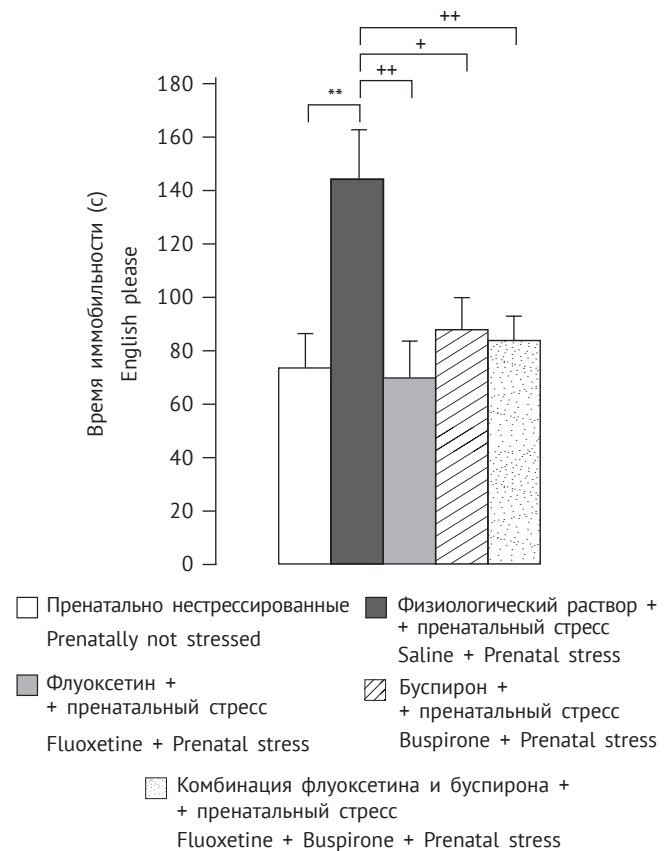 ++
+
++
**
180
160
140
120
100
80
60
40
20
0
Время иммобильности (с)
English please
Пренатально нестрессированные
Prenatally not stressed
Физиологический раствор +
+ пренатальный стресс
Saline + Prenatal stress
Флуоксетин +
+ пренатальный стресс
Fluoxetine + Prenatal stress
Буспирон +
+ пренатальный стресс
Buspirone + Prenatal stress
Комбинация флуоксетина и буспирона +
+ пренатальный стресс
Fluoxetine + Buspirone + Prenatal stress